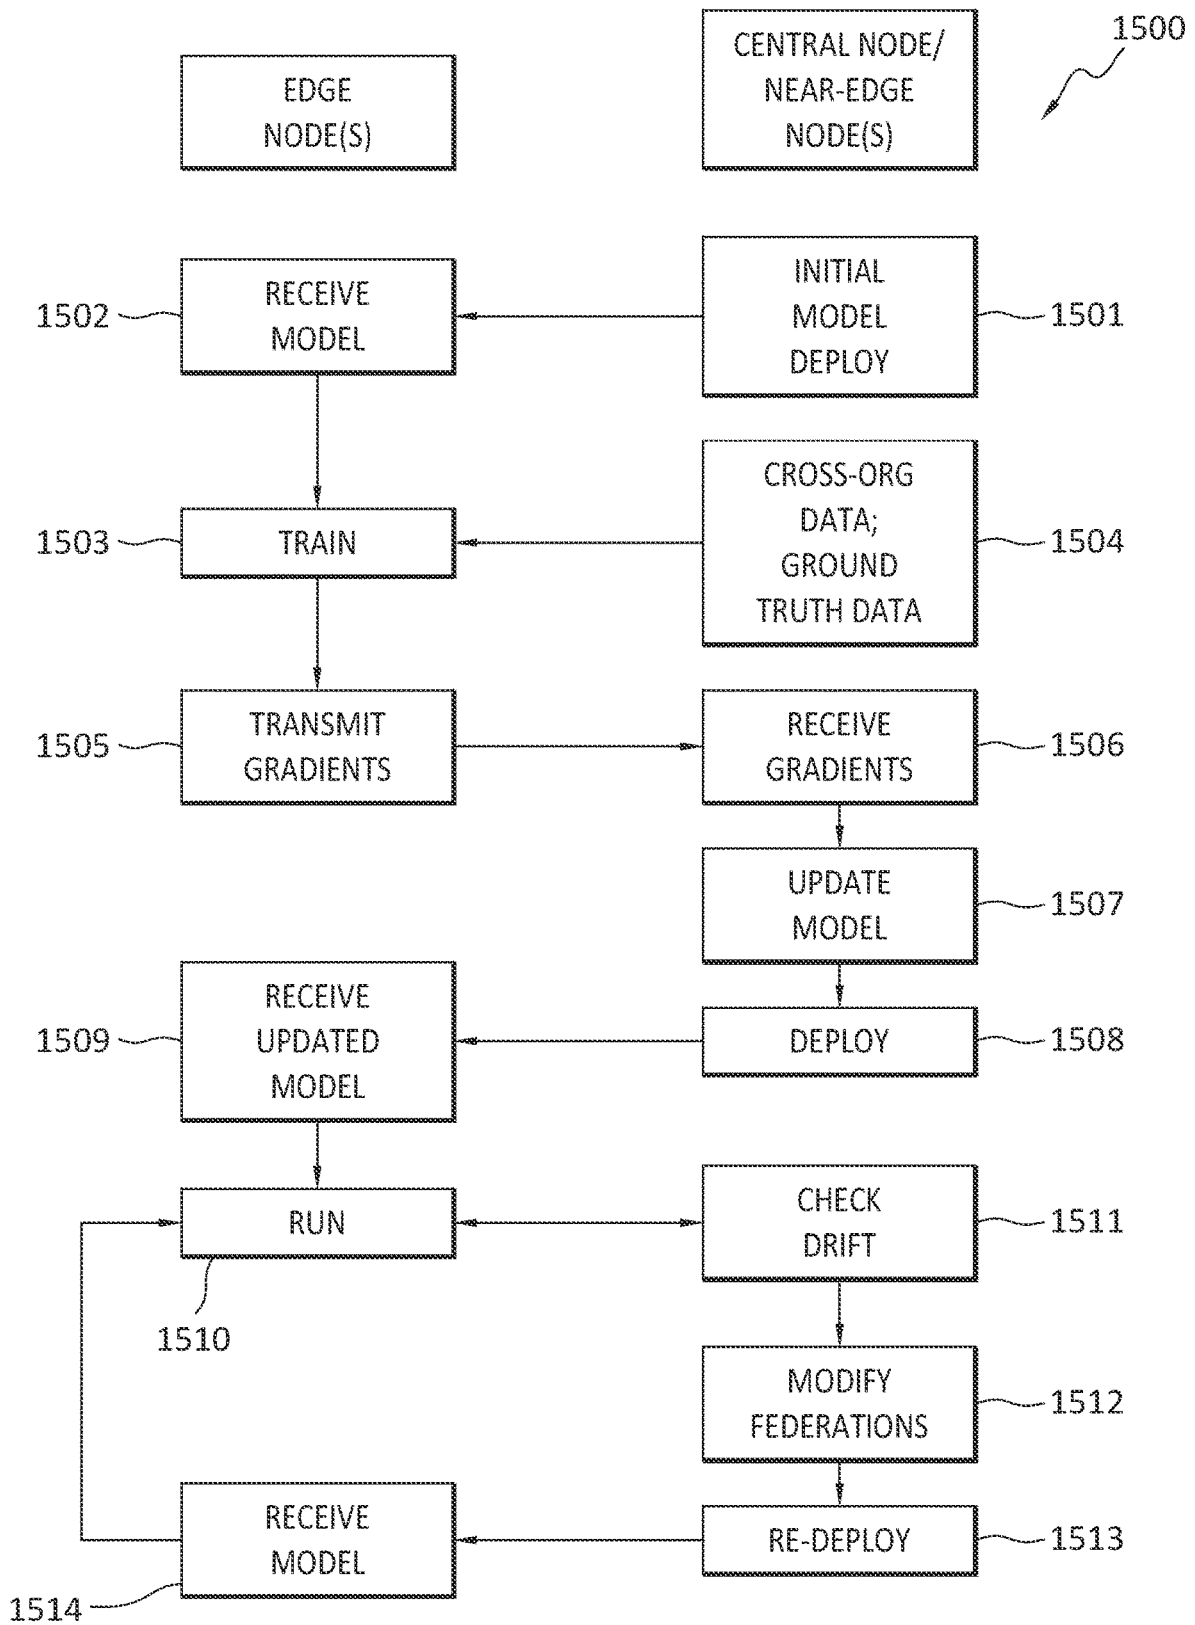 1500
EDGE
NODE(S)
CENTRAL NODE/
NEAR-EDGE
NODE(S)
1502
RECEIVE
MODEL
INITIAL
MODEL
DEPLOY
1501
1503
TRAIN
CROSS-ORG
DATA;
GROUND
TRUTH DATA
1504
1505
TRANSMIT
GRADIENTS
RECEIVE
GRADIENTS
1506
UPDATE
MODEL
1507
1509
RECEIVE
UPDATED
MODEL
DEPLOY
1508
RUN
1510
CHECK
DRIFT
1511
MODIFY
FEDERATIONS
1512
RECEIVE
MODEL
1514
RE-DEPLOY
1513